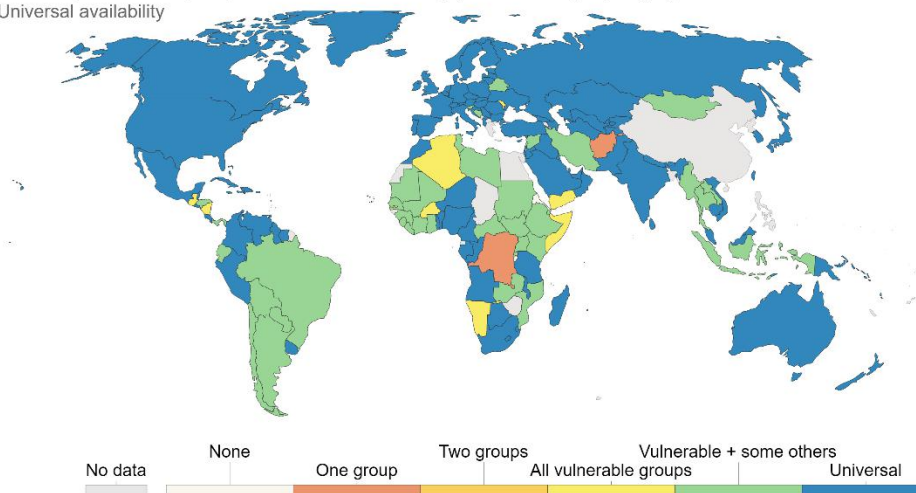 Universal availability
None
Two groups
Vulnerable + some others
No data
One group
All vulnerable groups
Universal